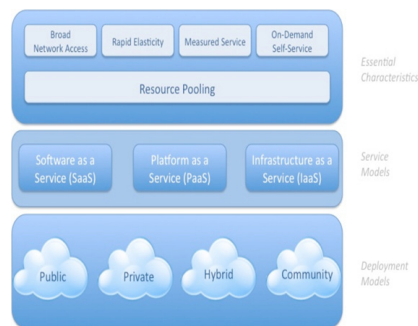 Broad
Network Access
Rapid Elasticity
Measured Service
On-Demand
Self-Service
Essential
Characteristics
Resource Pooling
Software as a
Service (SaaS)
Platform as a
Service (PaaS)
Infrastructure as a
Service (IaaS)
Service
Models
Public
Private
Hybrid
Community
Deployment
Models